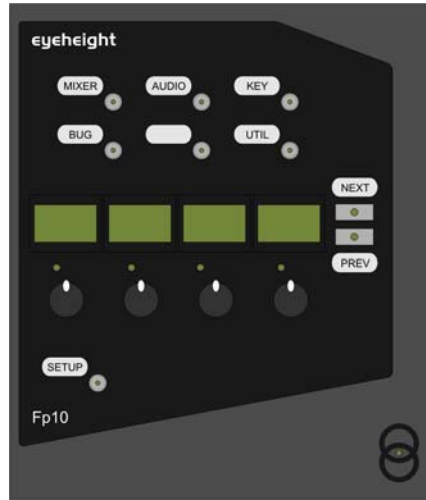 eyeheight
MIXER AUDIO KEY
BUG UTIL
NEXT
PREV
SETUP
Fp10